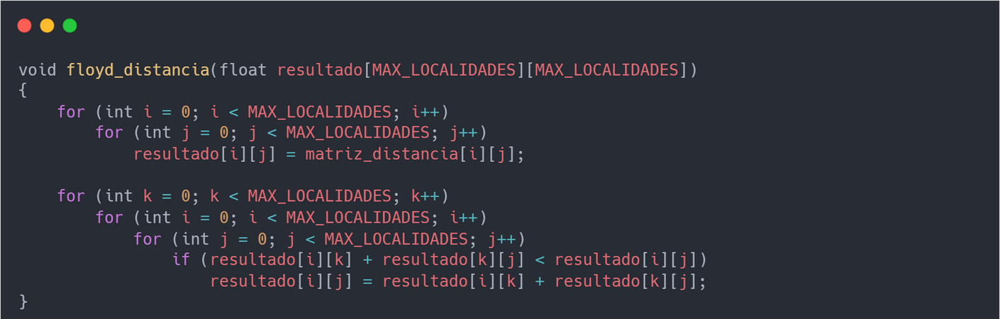 void floyd_distancia(float resultado[MAX_LOCALIDADES][MAX_LOCALIDADES])
{
    for (int i = 0; i < MAX_LOCALIDADES; i++)
        for (int j = 0; j < MAX_LOCALIDADES; j++)
            resultado[i][j] = matriz_distancia[i][j];

    for (int k = 0; k < MAX_LOCALIDADES; k++)
        for (int i = 0; i < MAX_LOCALIDADES; i++)
            for (int j = 0; j < MAX_LOCALIDADES; j++)
                if (resultado[i][k] + resultado[k][j] < resultado[i][j])
                    resultado[i][j] = resultado[i][k] + resultado[k][j];
}